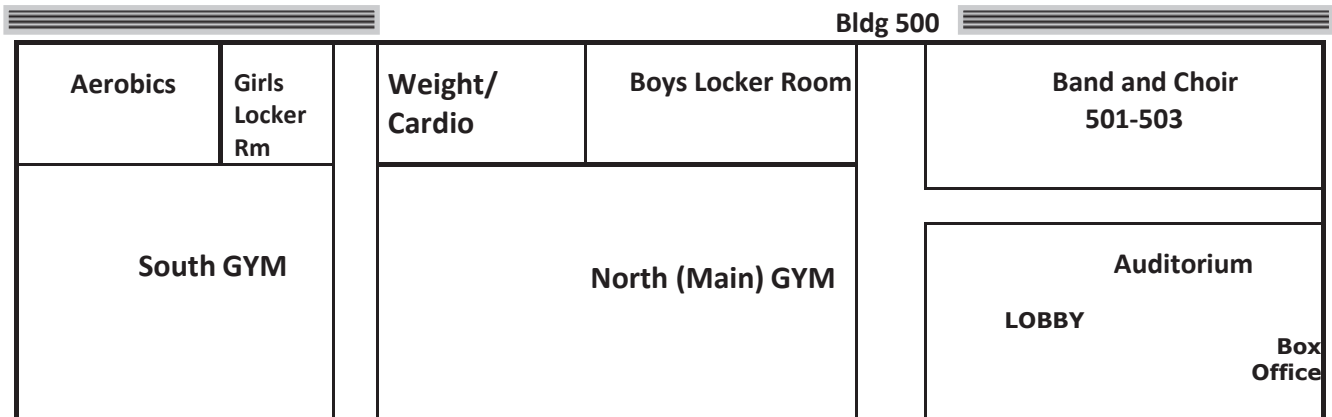 Bldg 500
Aerobics
Girls
Locker
Rm
Weight/
Cardio
Boys Locker Room
Band and Choir
501-503
South GYM
North (Main) GYM
Auditorium
LOBBY
Box
Office